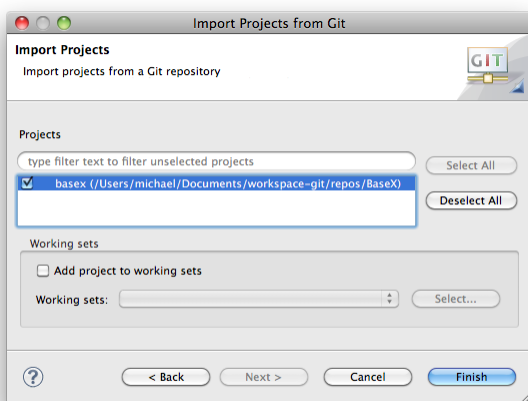 Import Projects from Git
Import Projects
Import projects from a Git repository
GIT
Projects
type filter text to filter unselected projects
Select All
basex (/Users/michael/Documents/workspace-git/repos/BaseX)
Deselect All
Working sets
Add project to working sets
Working sets:
Select...
?
< Back
Next >
Cancel
Finish